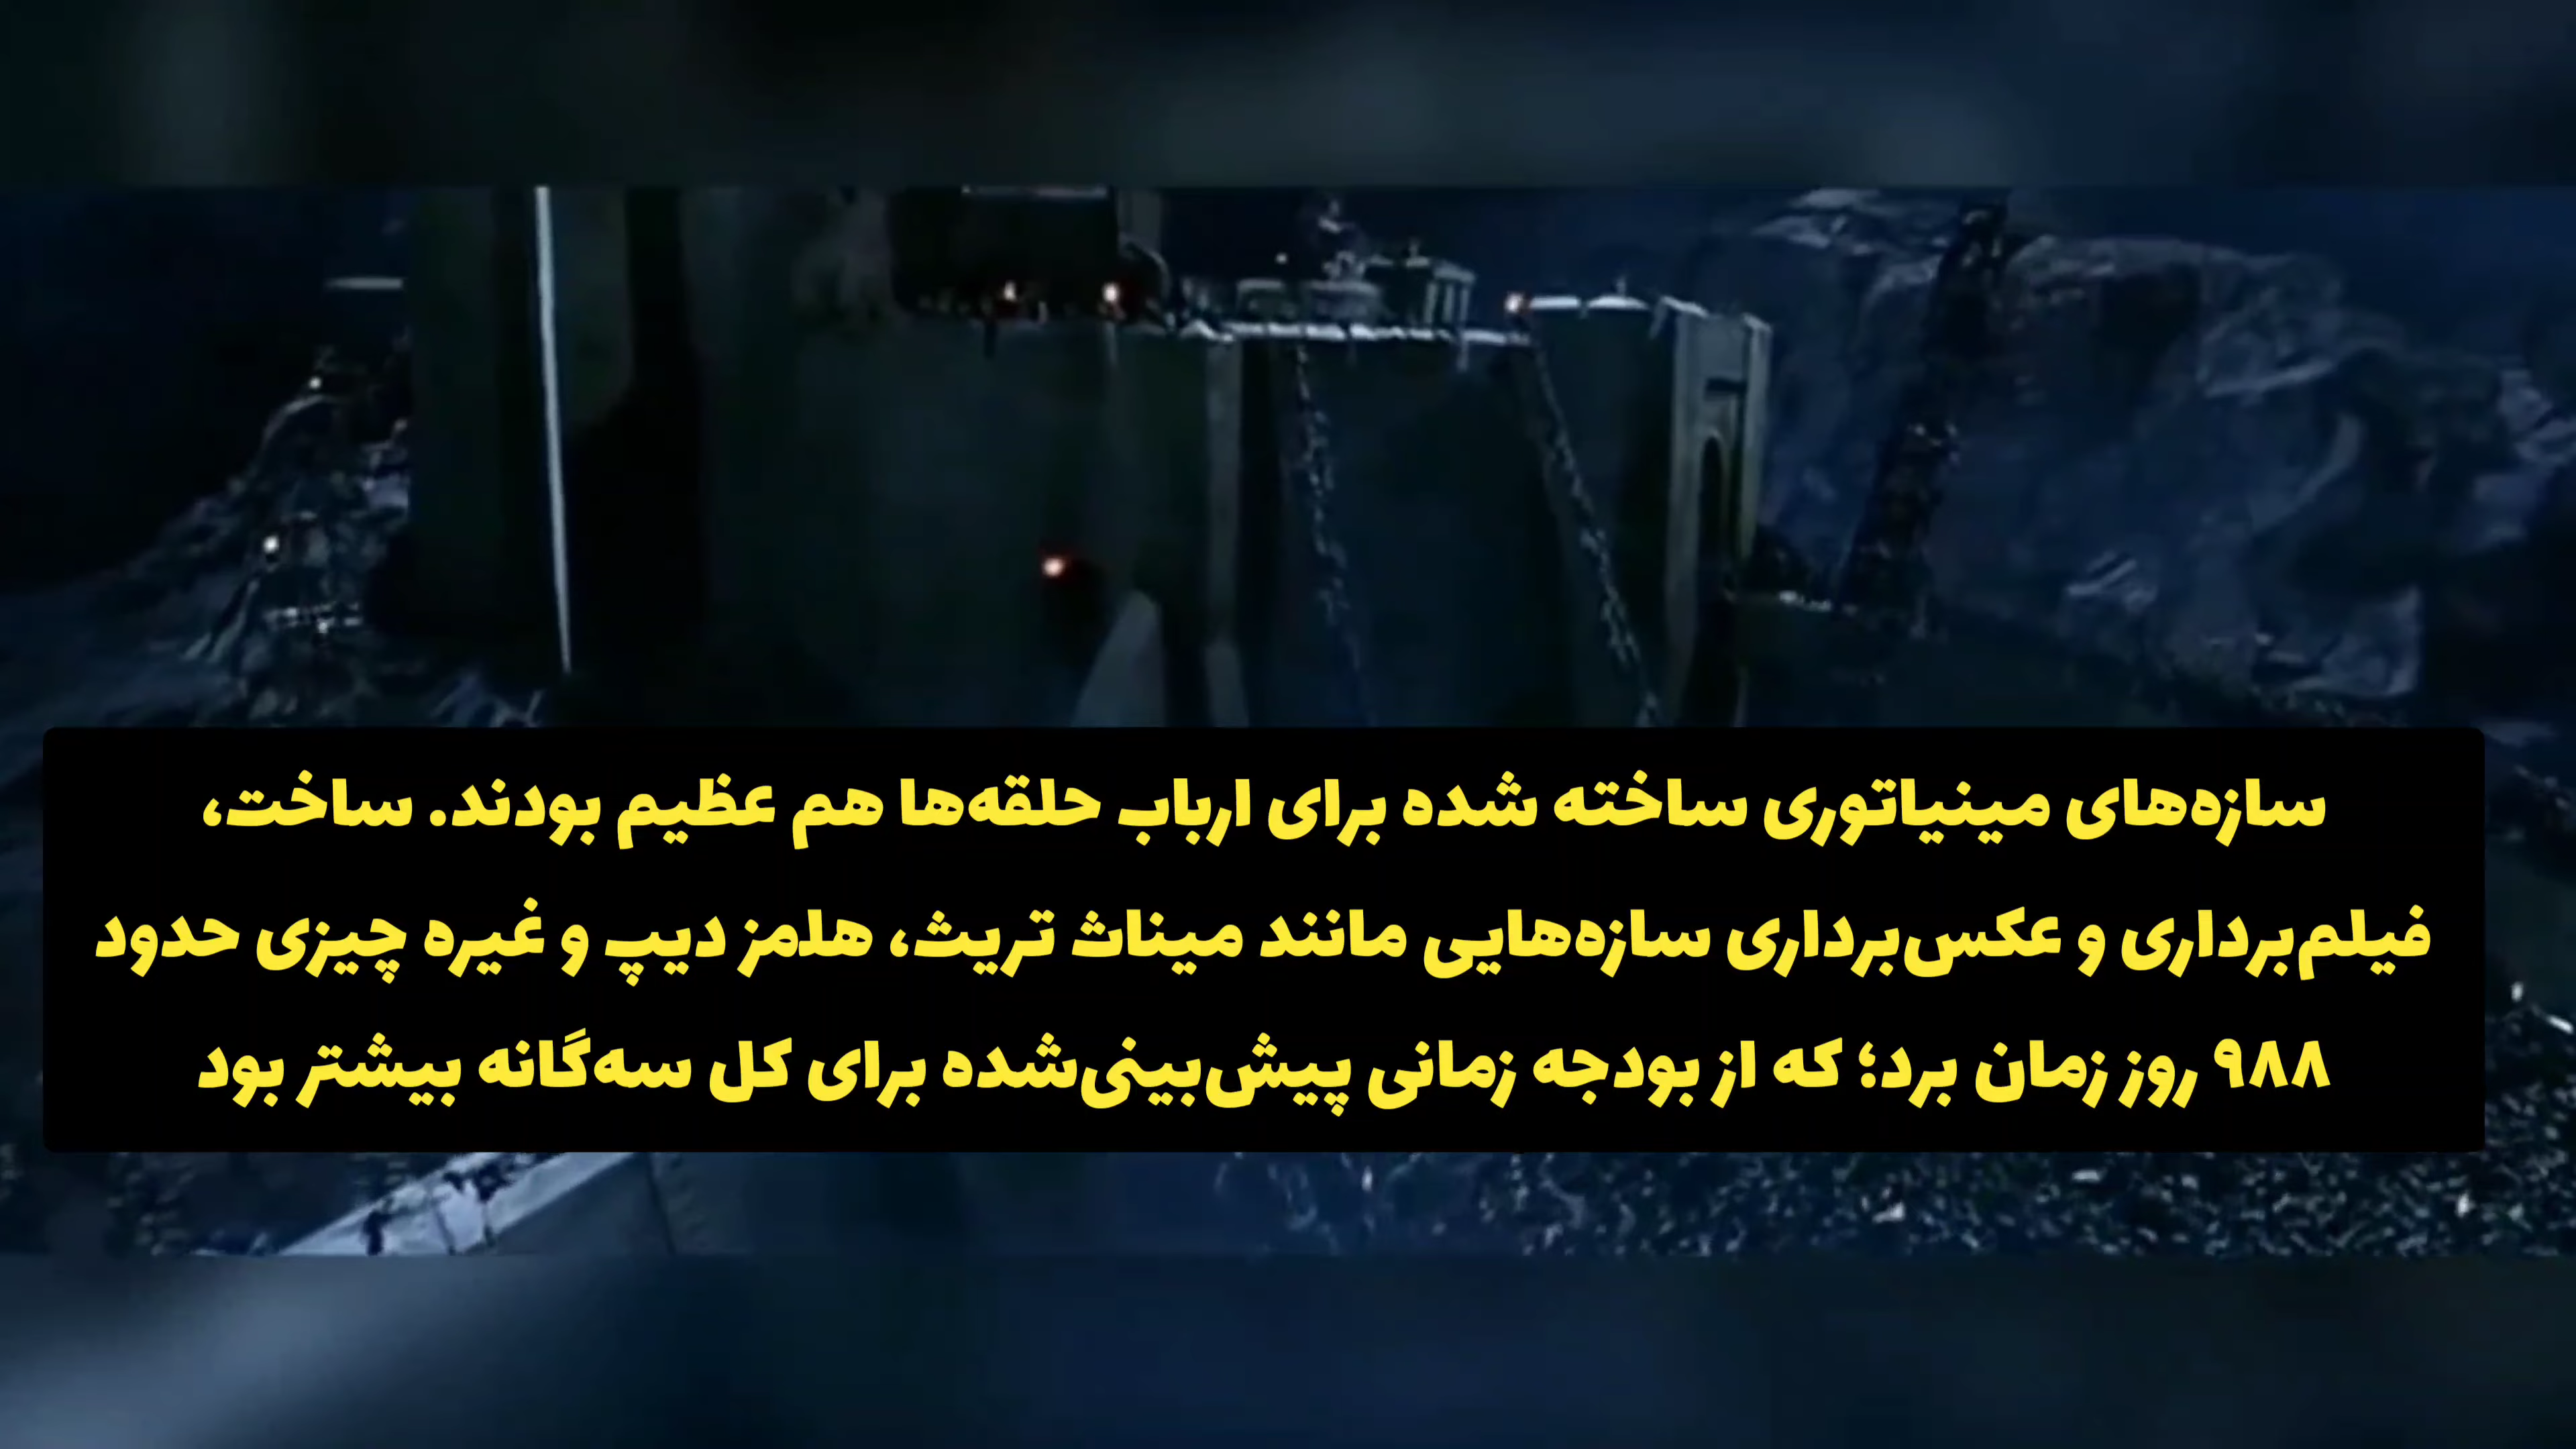 سازه‌های مینیاتوری ساخته شده برای ارباب حلقه‌ها هم عظیم بودند. ساخت،
فیلم‌برداری و عکس‌برداری سازه‌هایی مانند میناث تریث، هلمز دیپ و غیره چیزی حدود
۹۸۸ روز زمان برد؛ که از بودجه زمانی پیش‌بینی‌شده برای کل سه‌گانه بیشتر بود